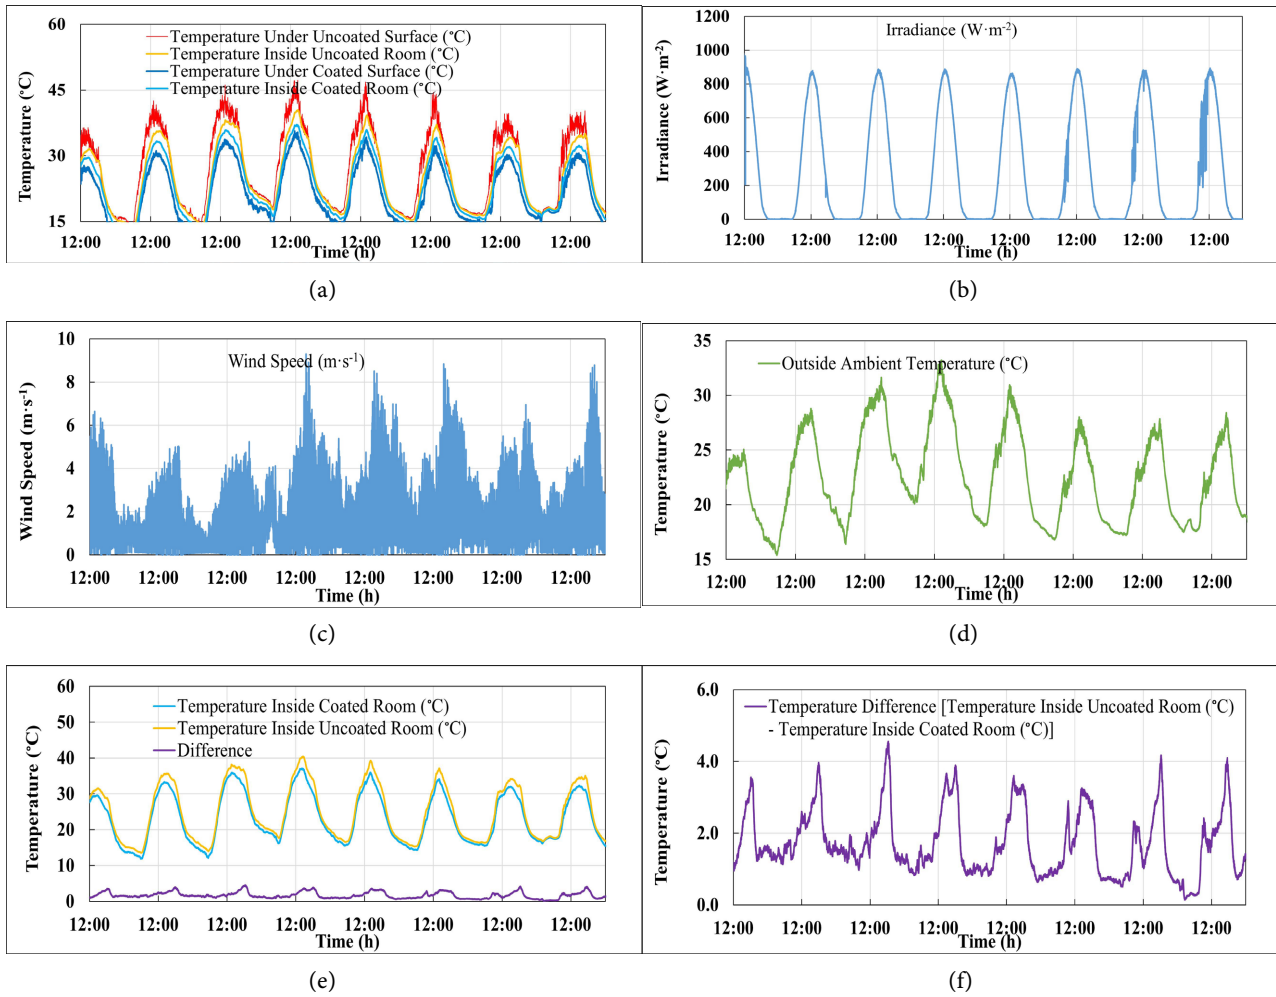 60
45
30
15
Temperature (°C)
Temperature Under Uncoated Surface (°C)
Temperature Inside Uncoated Room (°C)
Temperature Under Coated Surface (°C)
Temperature Inside Coated Room (°C)
12:00 12:00 12:00 12:00 12:00 12:00 12:00 12:00
Time (h)
(a)
1200
1000
800
600
400
200
0
Irradiance (W·m-2)
Irradiance (W·m-2)
12:00 12:00 12:00 12:00 12:00 12:00 12:00 12:00
Time (h)
(b)
10
8
6
4
2
0
Wind Speed (m·s-1)
Wind Speed (m·s-1)
12:00 12:00 12:00 12:00 12:00 12:00 12:00 12:00
Time (h)
(c)
35
30
25
20
15
Temperature (°C)
Outside Ambient Temperature (°C)
12:00 12:00 12:00 12:00 12:00 12:00 12:00 12:00
Time (h)
(d)
60
50
40
30
20
10
0
Temperature (°C)
Temperature Inside Coated Room (°C)
Temperature Inside Uncoated Room (°C)
Difference
12:00 12:00 12:00 12:00 12:00 12:00 12:00 12:00
Time (h)
(e)
6.0
4.0
2.0
0.0
Temperature (°C)
Temperature Difference [Temperature Inside Uncoated Room (°C)
- Temperature Inside Coated Room (°C)]
12:00 12:00 12:00 12:00 12:00 12:00 12:00 12:00
Time (h)
(f)